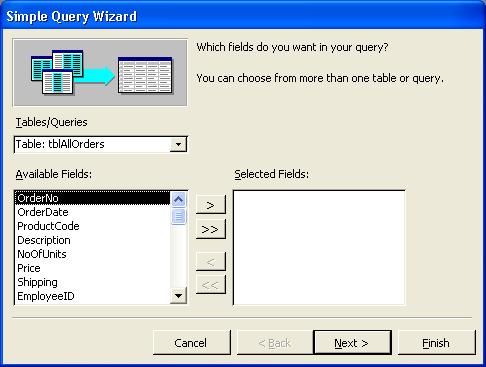 Simple Query Wizard
Which fields do you want in your query?
You can choose from more than one table or query.
Tables/Queries
Table: tblAllOrders
Available Fields:
Selected Fields:
OrderNo
OrderDate
ProductCode
Description
NoOfUnits
Price
Shipping
EmployeeID
>
>>
<
<<
Cancel
< Back
Next >
Finish